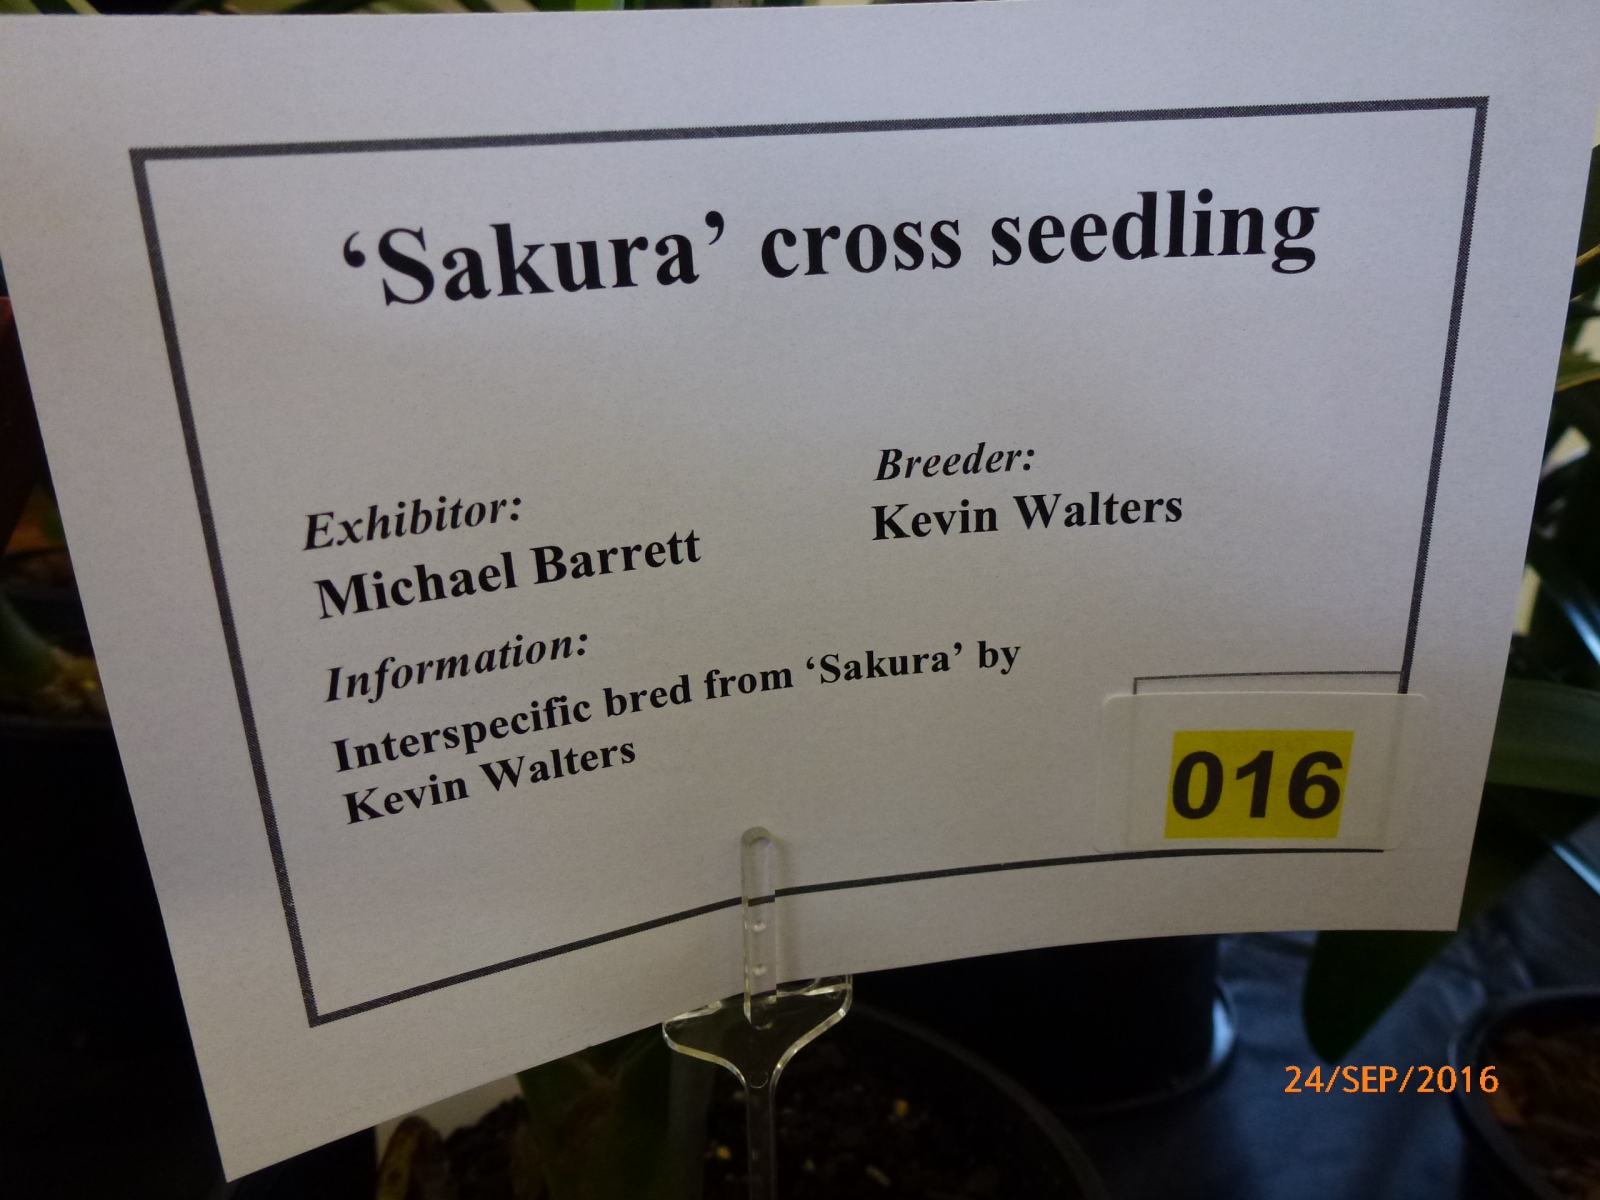 ‘Sakura’ cross seedling
Exhibitor:
Michael Barrett
Breeder:
Kevin Walters
Information:
Interspecific bred from ‘Sakura’ by
Kevin Walters
016
24/SEP/2016